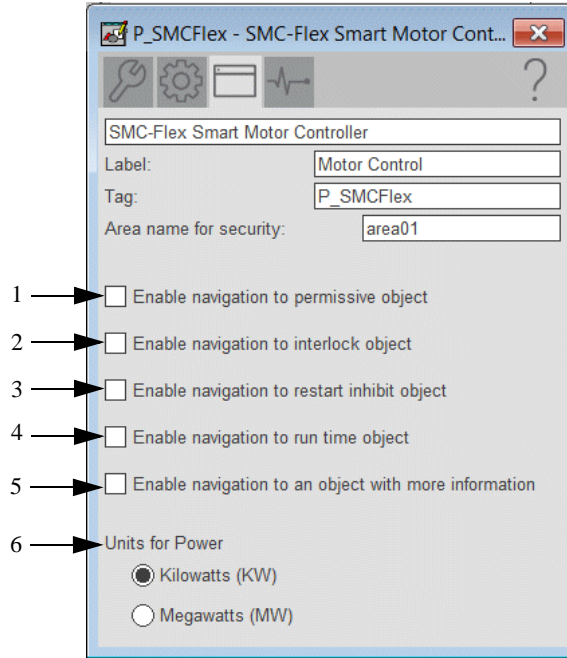 P_SMCFlex - SMC-Flex Smart Motor Cont...
?
SMC-Flex Smart Motor Controller
Label: Motor Control
Tag: P_SMCFlex
Area name for security: area01
1 Enable navigation to permissive object
2 Enable navigation to interlock object
3 Enable navigation to restart inhibit object
4 Enable navigation to run time object
5 Enable navigation to an object with more information
6 Units for Power
Kilowatts (KW)
Megawatts (MW)